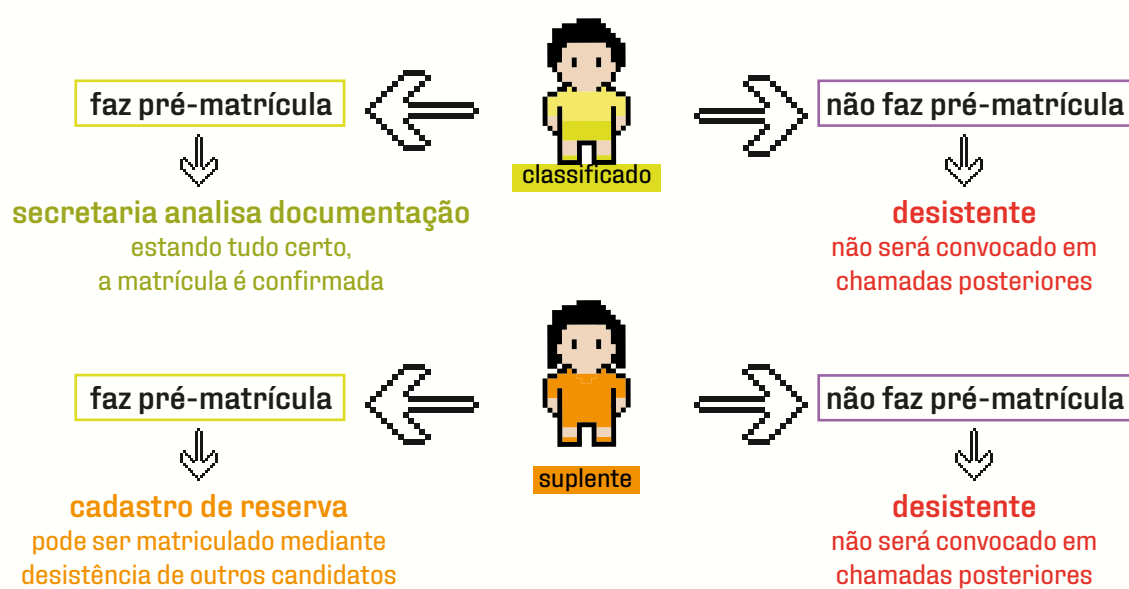 faz pré-matrícula
classificado
não faz pré-matrícula
secretaria analisa documentação
estando tudo certo,
a matrícula é confirmada
desistente
não será convocado em
chamadas posteriores
faz pré-matrícula
suplente
não faz pré-matrícula
cadastro de reserva
pode ser matriculado mediante
desistência de outros candidatos
desistente
não será convocado em
chamadas posteriores